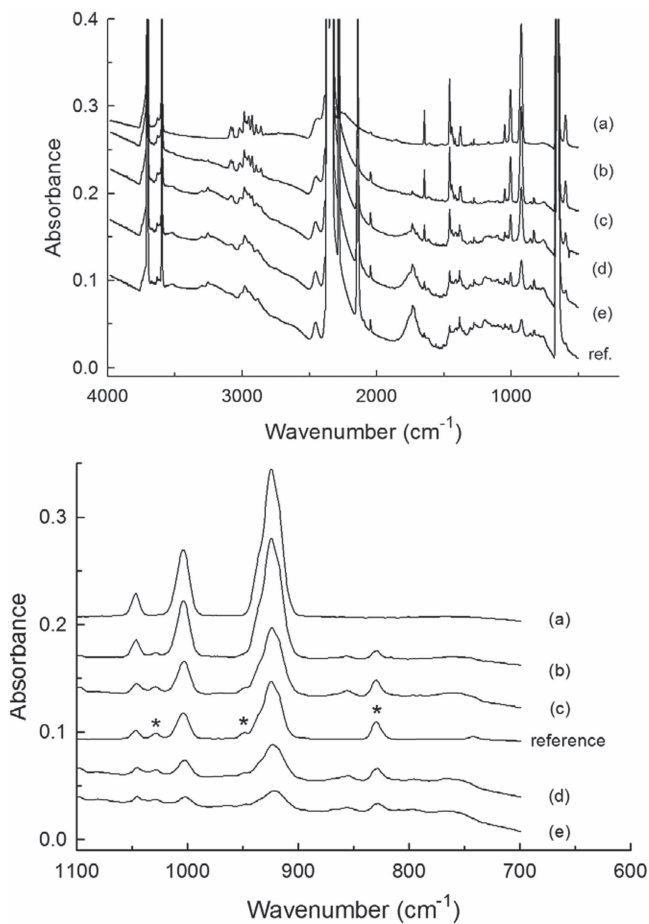 0.4
0.3
0.2
0.1
0.0
Absorbance
(a)
(b)
(c)
(d)
(e)
ref.
4000 3000 2000 1000
Wavenumber (cm⁻¹)
0.3
0.2
0.1
0.0
Absorbance
(a)
(b)
(c)
* * *
reference
(d)
(e)
1100 1000 900 800 700 600
Wavenumber (cm⁻¹)